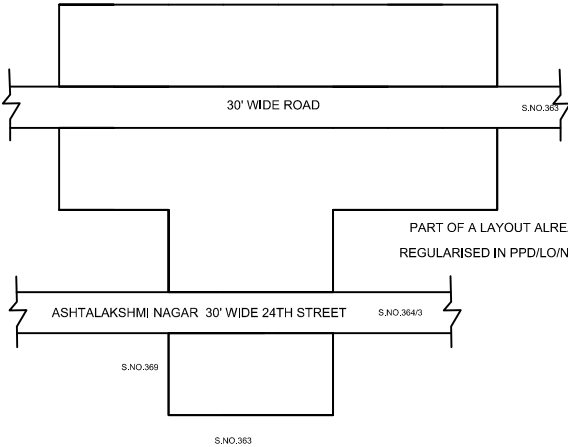 30' WIDE ROAD
S.NO.363
PART OF A LAYOUT
REGULARISED IN PPD/LO/N
ASHTALAKSHMI NAGAR 30' WIDE 24TH STREET
S.NO.364/3
S.NO.369
S.NO.363